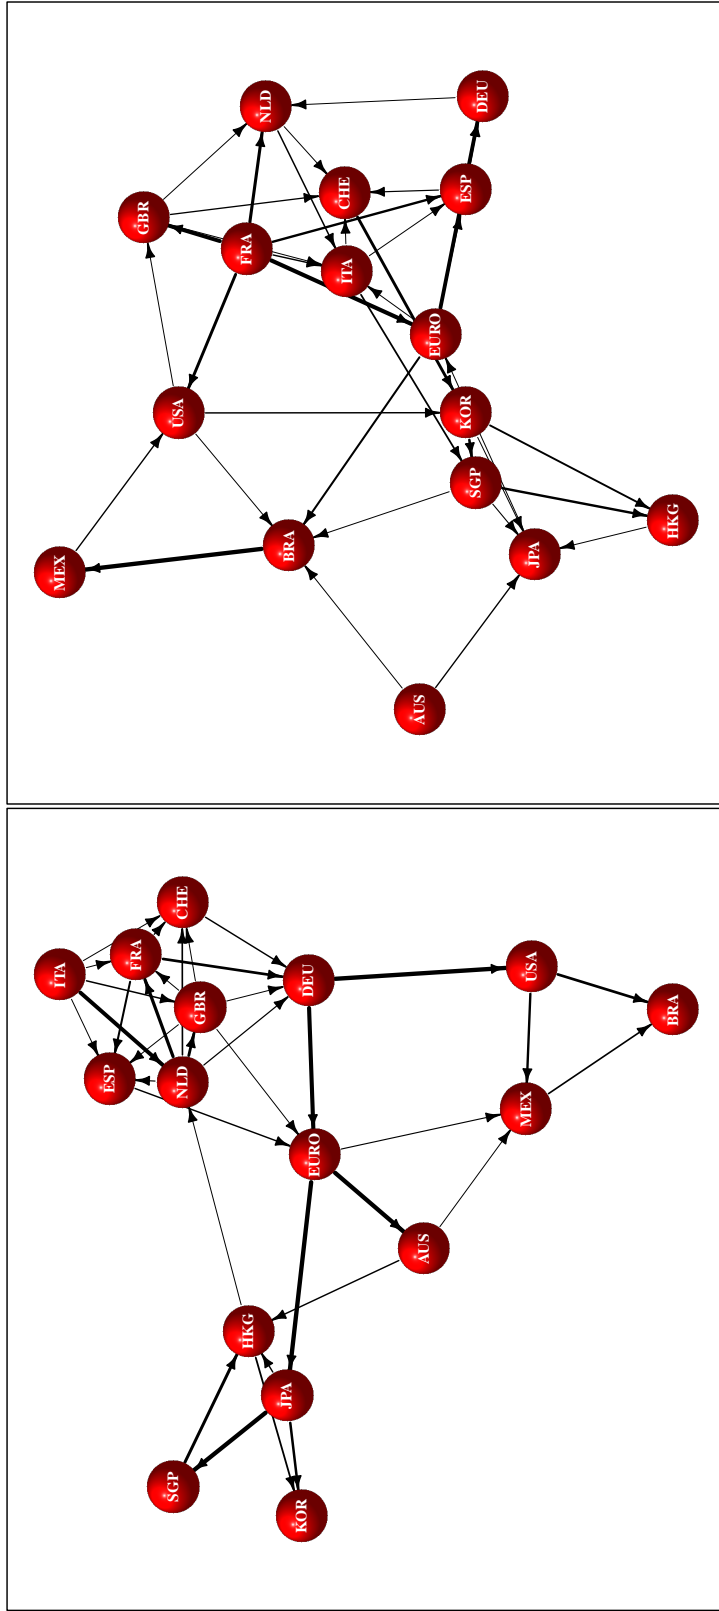 NLD
DEU
GBR
CHE
ESP
FRA
ITA
EURO
USA
KOR
SGP
MEX
BRA
JPA
HKG
AUS
ITA
FRA
CHE
GBR
DEU
USA
BRA
ESP
NLD
EURO
MEX
AUS
HKG
JPA
SGP
KOR